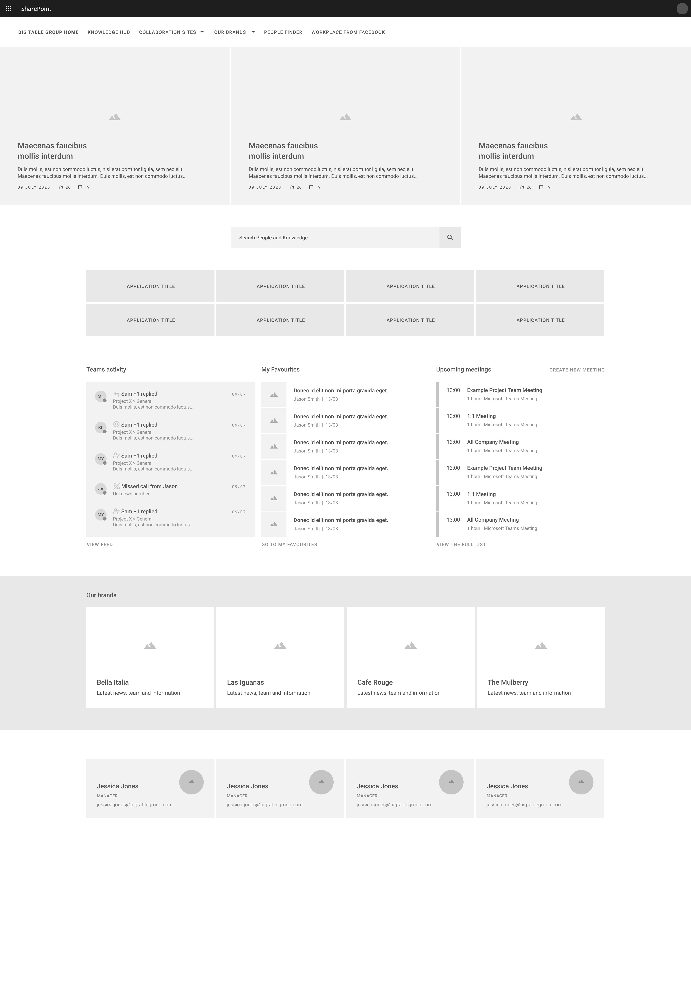 SharePoint
BIG TABLE GROUP HOME KNOWLEDGE HUB COLLABORATION SITES OUR BRANDS PEOPLE FINDER WORKPLACE FROM FACEBOOK
Maecenas faucibus
mollis interdum
Duis mollis, est non commodo luctus, nisi erat porttitor ligula, sem nec elit.
Maecenas faucibus mollis interdum. Duis mollis, est non commodo luctus...
09 JULY 2020 26 19
Maecenas faucibus
mollis interdum
Duis mollis, est non commodo luctus, nisi erat porttitor ligula, sem nec elit.
Maecenas faucibus mollis interdum. Duis mollis, est non commodo luctus...
09 JULY 2020 26 19
Maecenas faucibus
mollis interdum
Duis mollis, est non commodo luctus, nisi erat porttitor ligula, sem nec elit.
Maecenas faucibus mollis interdum. Duis mollis, est non commodo luctus...
09 JULY 2020 26 19
Search People and Knowledge
APPLICATION TITLE APPLICATION TITLE APPLICATION TITLE APPLICATION TITLE
APPLICATION TITLE APPLICATION TITLE APPLICATION TITLE APPLICATION TITLE
Teams activity
ST Sam +1 replied 09/07
Project X > General
Duis mollis, est non commodo luctus...
KL Sam +1 replied 09/07
Project X > General
Duis mollis, est non commodo luctus...
MY Sam +1 replied 09/07
Project X > General
Duis mollis, est non commodo luctus...
JA Missed call from Jason 09/07
Unknown number
MY Sam +1 replied 09/07
Project X > General
Duis mollis, est non commodo luctus...
VIEW FEED
My Favourites
Donec id elit non mi porta gravida eget.
Jason Smith | 13/08
Donec id elit non mi porta gravida eget.
Jason Smith | 13/08
Donec id elit non mi porta gravida eget.
Jason Smith | 13/08
Donec id elit non mi porta gravida eget.
Jason Smith | 13/08
Donec id elit non mi porta gravida eget.
Jason Smith | 13/08
Donec id elit non mi porta gravida eget.
Jason Smith | 13/08
GO TO MY FAVOURITES
Upcoming meetings CREATE NEW MEETING
13:00 Example Project Team Meeting
1 hour Microsoft Teams Meeting
13:00 1:1 Meeting
1 hour Microsoft Teams Meeting
13:00 All Company Meeting
1 hour Microsoft Teams Meeting
13:00 Example Project Team Meeting
1 hour Microsoft Teams Meeting
13:00 1:1 Meeting
1 hour Microsoft Teams Meeting
13:00 All Company Meeting
1 hour Microsoft Teams Meeting
VIEW THE FULL LIST
Our brands
Bella Italia
Latest news, team and information
Las Iguanas
Latest news, team and information
Cafe Rouge
Latest news, team and information
The Mulberry
Latest news, team and information
Jessica Jones
MANAGER
jessica.jones@bigtablegroup.com
Jessica Jones
MANAGER
jessica.jones@bigtablegroup.com
Jessica Jones
MANAGER
jessica.jones@bigtablegroup.com
Jessica Jones
MANAGER
jessica.jones@bigtablegroup.com